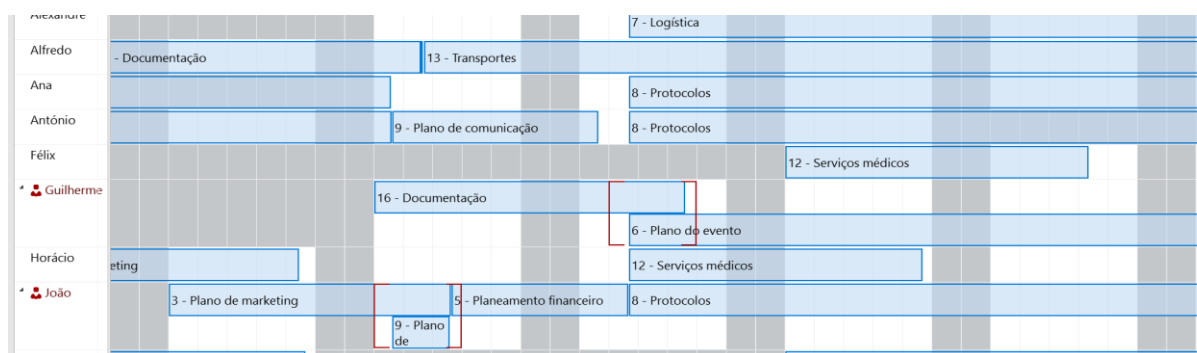 Alexandre
7 - Logística
Alfredo
- Documentação
13 - Transportes
Ana
8 - Protocolos
António
9 - Plano de comunicação
8 - Protocolos
Félix
12 - Serviços médicos
Guilherme
16 - Documentação
6 - Plano do evento
Horácio
eting
12 - Serviços médicos
João
3 - Plano de marketing
5 - Planeamento financeiro
8 - Protocolos
9 - Plano
de